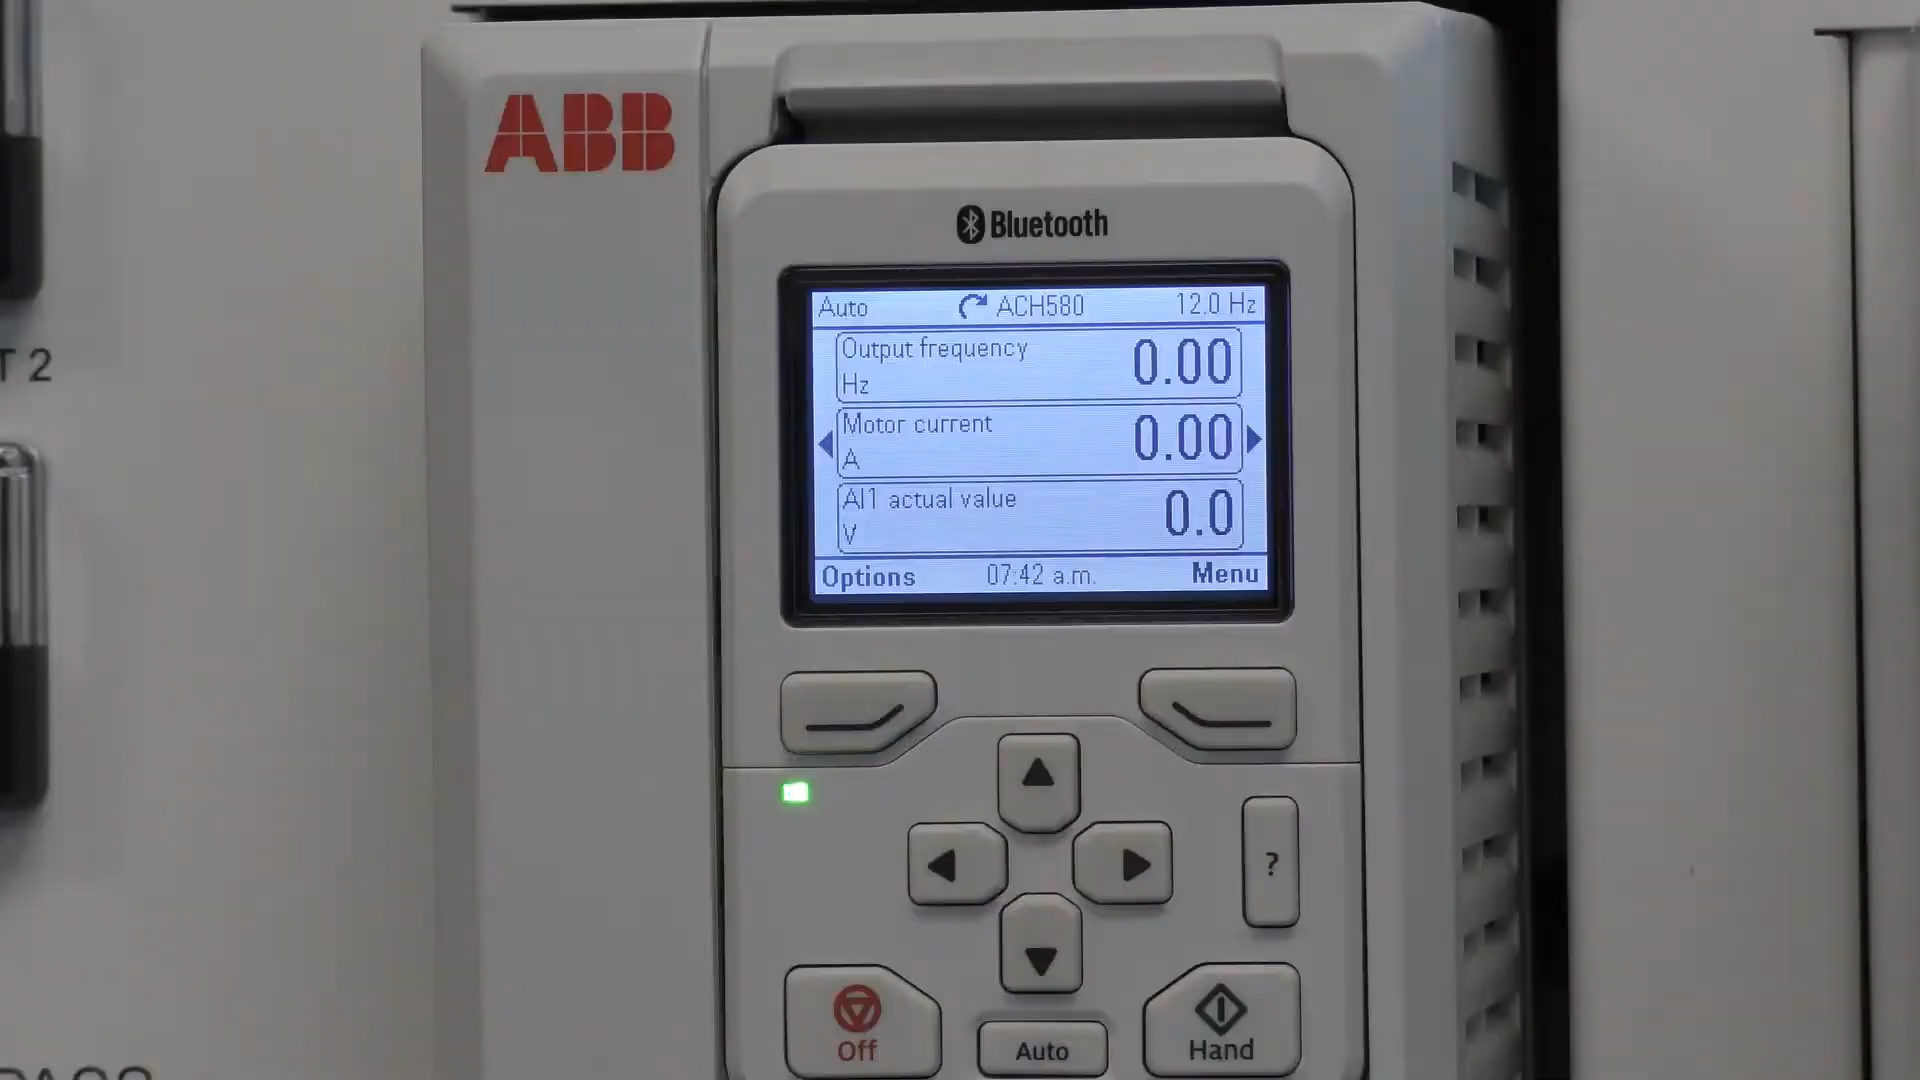 ABB
Bluetooth
Auto ACH580 12.0 Hz
Output frequency 0.00
Hz
Motor current 0.00
A
AI1 actual value 0.0
V
Options 07:42 a.m. Menu
T 2
?
Off Auto Hand